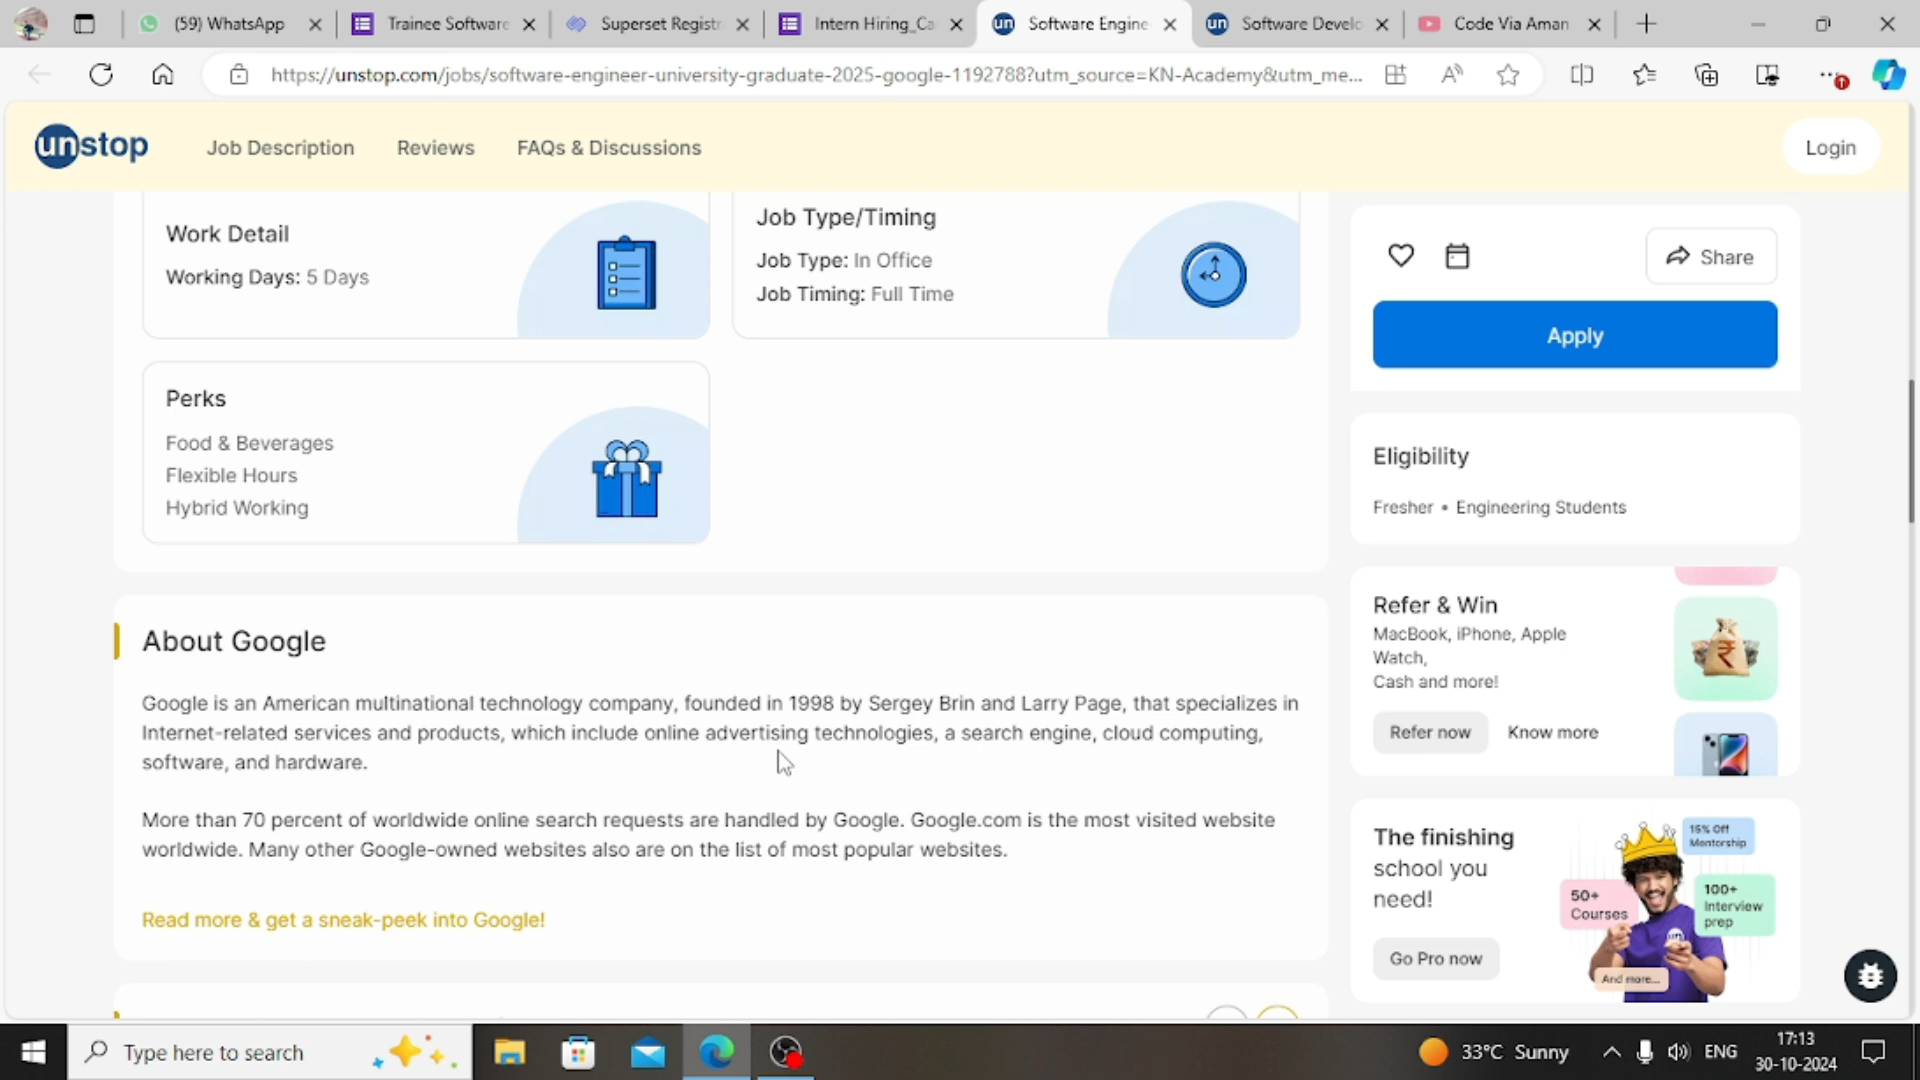 (59) WhatsApp
Trainee Software
Superset Registr
Intern Hiring_Ca
Software Engine
Software Develo
Code Via Aman
https://unstop.com/jobs/software-engineer-university-graduate-2025-google-1192788?utm_source=KN-Academy&utm_me...
unstop
Job Description
Reviews
FAQs & Discussions
Login
Work Detail
Working Days: 5 Days
Job Type/Timing
Job Type: In Office
Job Timing: Full Time
Perks
Food & Beverages
Flexible Hours
Hybrid Working
About Google
Google is an American multinational technology company, founded in 1998 by Sergey Brin and Larry Page, that specializes in
Internet-related services and products, which include online advertising technologies, a search engine, cloud computing,
software, and hardware.
More than 70 percent of worldwide online search requests are handled by Google. Google.com is the most visited website
worldwide. Many other Google-owned websites also are on the list of most popular websites.
Read more & get a sneak-peek into Google!
Share
Apply
Eligibility
Fresher • Engineering Students
Refer & Win
MacBook, iPhone, Apple
Watch,
Cash and more!
Refer now
Know more
The finishing
school you
need!
Go Pro now
15% Off
Mentorship
50+
Courses
100+
Interview
prep
un
And more...
Type here to search
33°C Sunny
ENG
17:13
30-10-2024